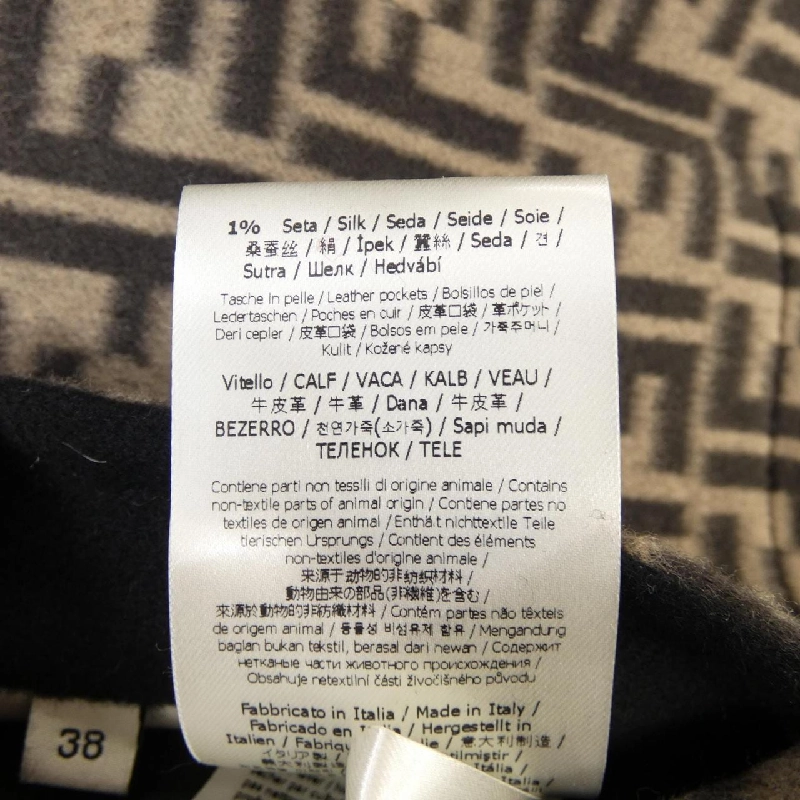 1% Seta / Silk / Seda / Seide / Soie /
桑蚕丝 / 絹 / İpek / 蠶絲 / Seda / 견 /
Sutra / Шелк / Hedvábí
Tasche in pelle / Leather pockets / Bolsillos de piel /
Ledertaschen / Poches en cuir / 皮革口袋 / 革ポケット /
Deri cepler / 皮革口袋 / Bolsos em pele / 가죽주머니 /
Kulit / Kožené kapsy
Vitello / CALF / VACA / KALB / VEAU /
牛皮革 / 牛革 / Dana / 牛皮革 /
BEZERRO / 천연가죽(소가죽) / Sapi muda /
ТЕЛЕНОК / TELE
Contiene parti non tessili di origine animale / Contains
non-textile parts of animal origin / Contiene partes no
textiles de origen animal / Enthält nichttextile Teile
tierischen Ursprungs / Contient des éléments
non-textiles d'origine animale /
来源于动物的非纺织材料 /
動物由来の部品(非繊維)を含む /
來源於動物的非紡織材料 / Contém partes não têxteis
de origem animal / 동물성 비섬유제 함유 / Mengandung
bagian bukan tekstil, berasal dari hewan / Содержит
нетканые части животного происхождения /
Obsahuje netextilní části živočišného původu
Fabbricato in Italia / Made in Italy /
Fabricado en / Hergestellt in
Italien / 意大利制造 /
イタリア製
Itália /
38